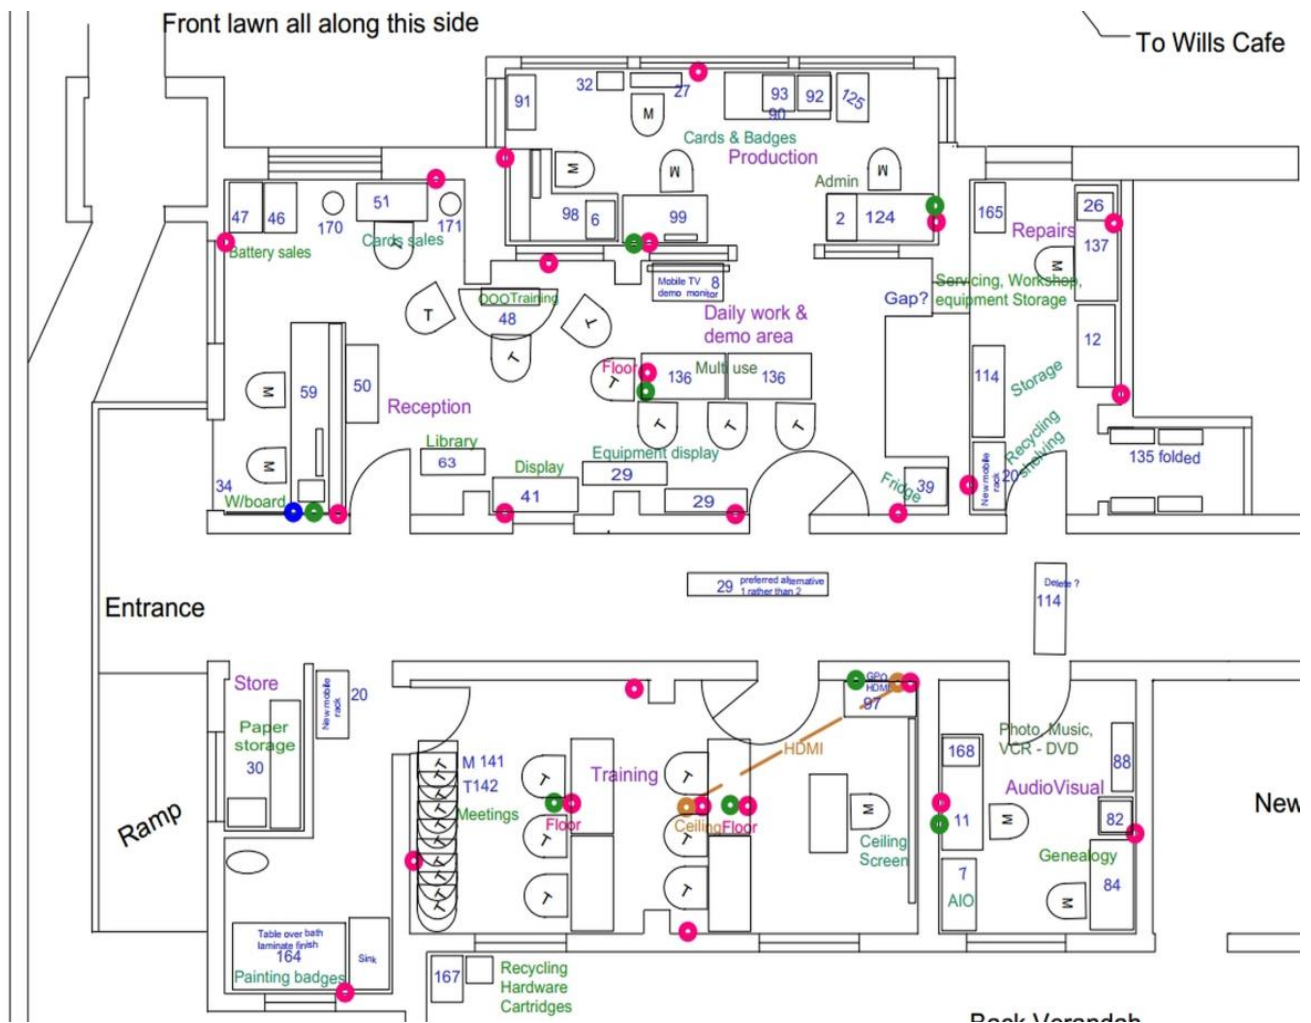 Front lawn all along this side
To Wills Cafe
91
32
27
93
92
125
90
M
Cards & Badges
Production
M
M
M
Admin
98
6
99
2
124
47
46
170
51
171
Cards sales
Battery sales
165
26
Repairs
137
M
Servicing, Workshop,
equipment Storage
Mobile TV
demo monitor
8
Gap?
OOOTraining
48
T
T
T
Daily work &
demo area
12
Floor
T
136
Multi use
136
114
Storage
M
59
50
Reception
T
T
T
Library
63
Equipment display
29
Display
41
29
M
34
W/board
Fridge
39
New mobile
rack
20
Recycling
shelving
135 folded
29
preferred alternative
1 rather than 2
Delete ?
114
Entrance
Store
New mobile
rack
20
Paper
storage
30
GPO
HDMI
97
HDMI
Photo, Music,
VCR - DVD
168
88
AudioVisual
M 141
T142
Meetings
T
T
T
T
T
T
T
T
T
Training
T
Floor
Ceiling
Floor
T
T
T
T
M
Ceiling
Screen
11
M
82
Genealogy
84
M
7
AIO
New
Ramp
Table over bath
laminate finish
164
Sink
Painting badges
167
Recycling
Hardware
Cartridges
Back Verandah